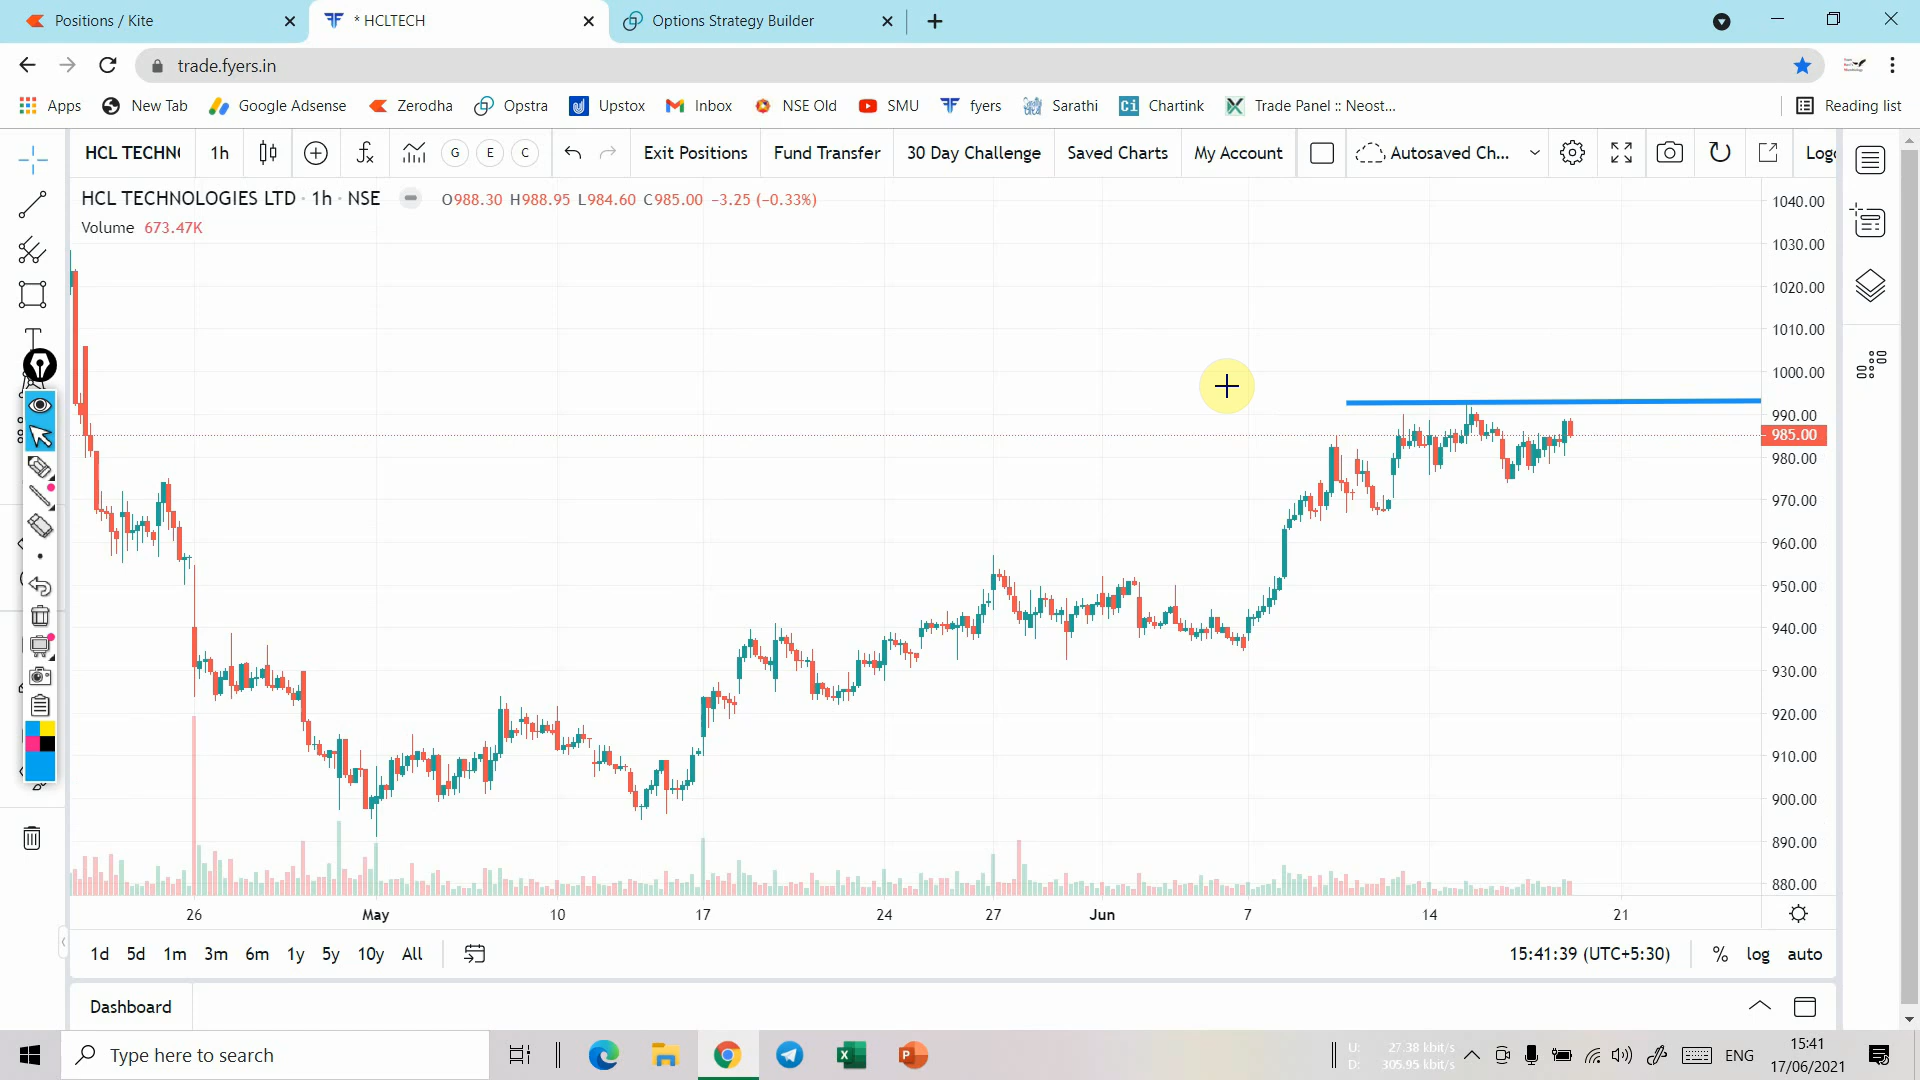 Positions / Kite
* HCLTECH
Options Strategy Builder
trade.fyers.in
Apps
New Tab
Google Adsense
Zerodha
Opstra
Upstox
Inbox
NSE Old
SMU
fyers
Sarathi
Chartink
Trade Panel :: Neost...
Reading list
HCL TECHN
1h
G
E
C
Exit Positions
Fund Transfer
30 Day Challenge
Saved Charts
My Account
Autosaved Ch...
HCL TECHNOLOGIES LTD · 1h · NSE
O988.30 H988.95 L984.60 C985.00 −3.25 (−0.33%)
Volume 673.47K
1040.00
1030.00
1020.00
1010.00
1000.00
990.00
985.00
980.00
970.00
960.00
950.00
940.00
930.00
920.00
910.00
900.00
890.00
880.00
26
May
10
17
24
27
Jun
7
14
21
1d 5d 1m 3m 6m 1y 5y 10y All
15:41:39 (UTC+5:30)
% log auto
Dashboard
Type here to search
U: 27.38 kbit/s
D: 305.95 kbit/s
ENG
15:41
17/06/2021